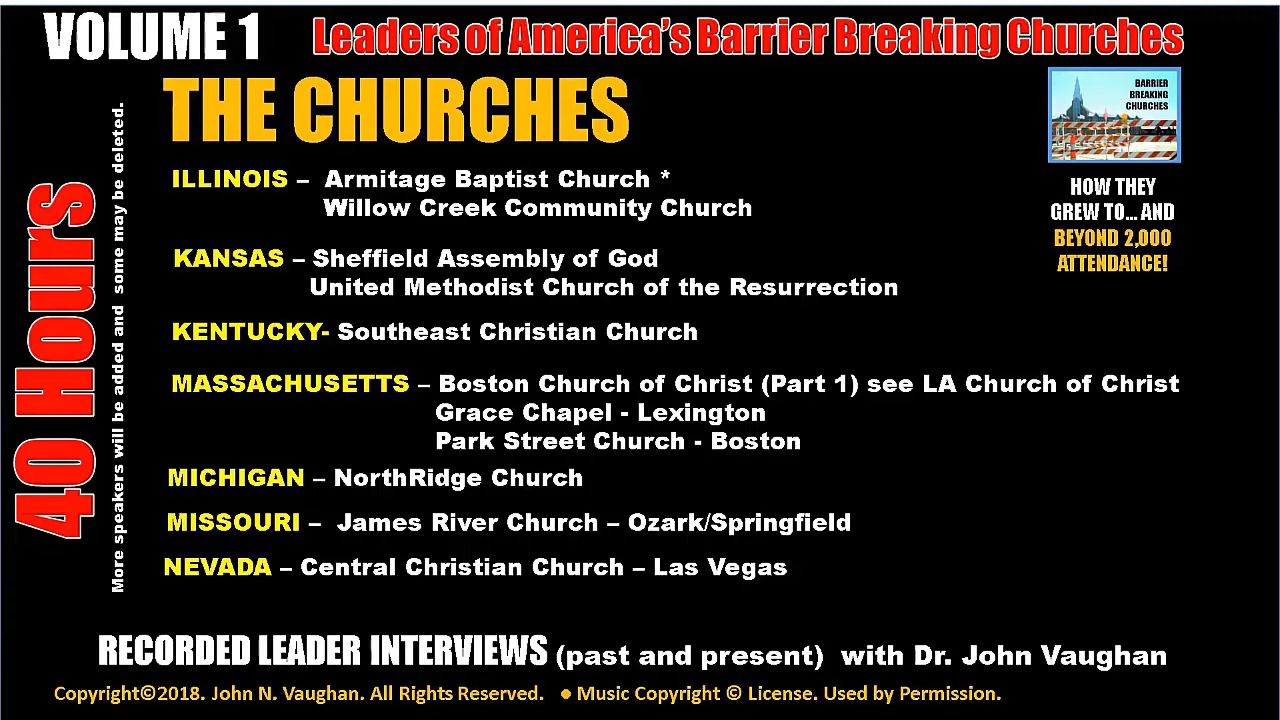 VOLUME 1 Leaders of America's Barrier Breaking Churches
THE CHURCHES
BARRIER
BREAKING
CHURCHES
HOW THEY
GREW TO... AND
BEYOND 2,000
ATTENDANCE!
40 Hours
More speakers will be added and some may be deleted.
ILLINOIS – Armitage Baptist Church *
Willow Creek Community Church
KANSAS – Sheffield Assembly of God
United Methodist Church of the Resurrection
KENTUCKY- Southeast Christian Church
MASSACHUSETTS – Boston Church of Christ (Part 1) see LA Church of Christ
Grace Chapel - Lexington
Park Street Church - Boston
MICHIGAN – NorthRidge Church
MISSOURI – James River Church – Ozark/Springfield
NEVADA – Central Christian Church – Las Vegas
RECORDED LEADER INTERVIEWS (past and present) with Dr. John Vaughan
Copyright©2018. John N. Vaughan. All Rights Reserved. ● Music Copyright © License. Used by Permission.